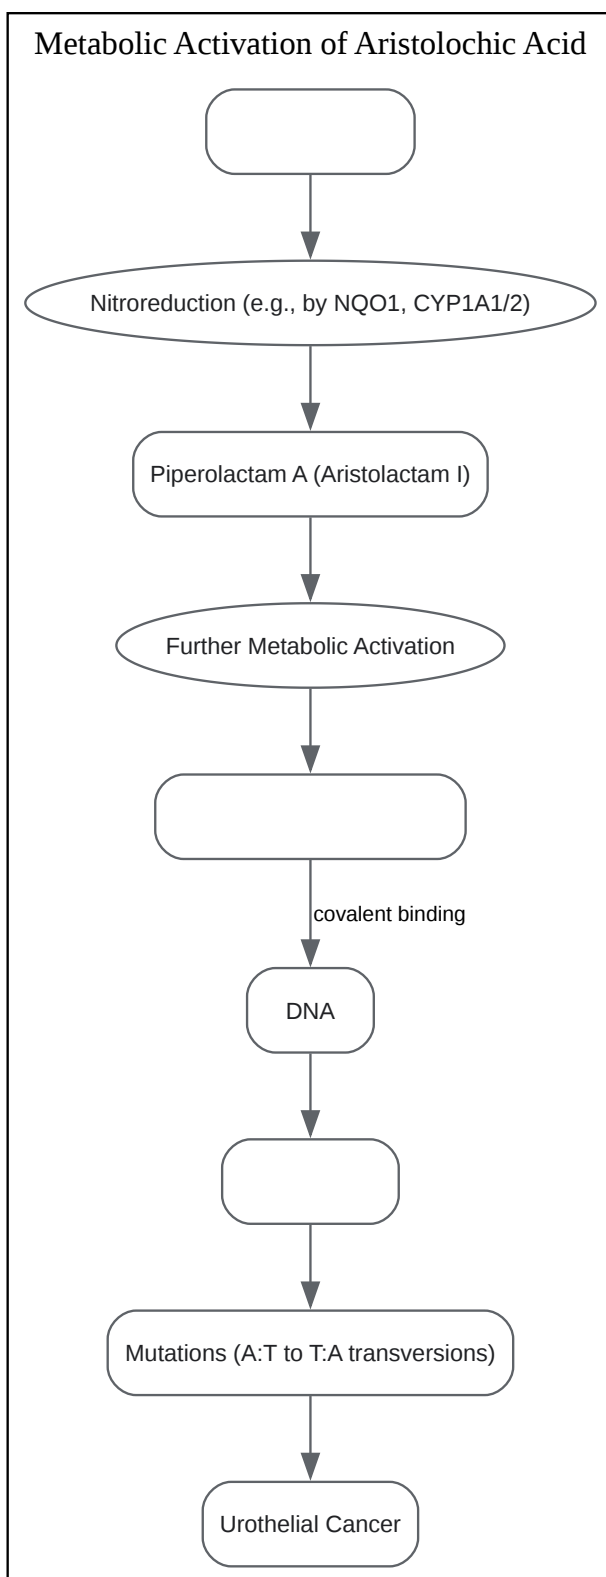 Metabolic Activation of Aristolochic Acid
Nitroreduction (e.g., by NQO1, CYP1A1/2)
Piperolactam A (Aristolactam I)
Further Metabolic Activation
covalent binding
DNA
Mutations (A:T to T:A transversions)
Urothelial Cancer